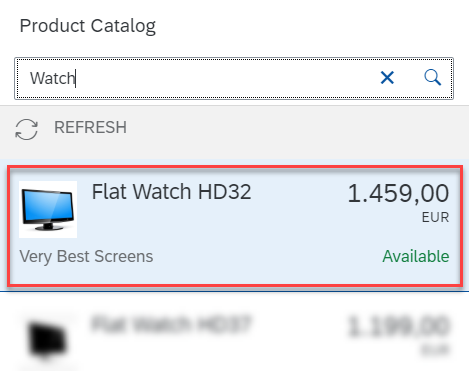 Product Catalog
Watch
REFRESH
Flat Watch HD32 1.459,00
EUR
Very Best Screens Available
Flat Watch HD37 1.199,00
EUR